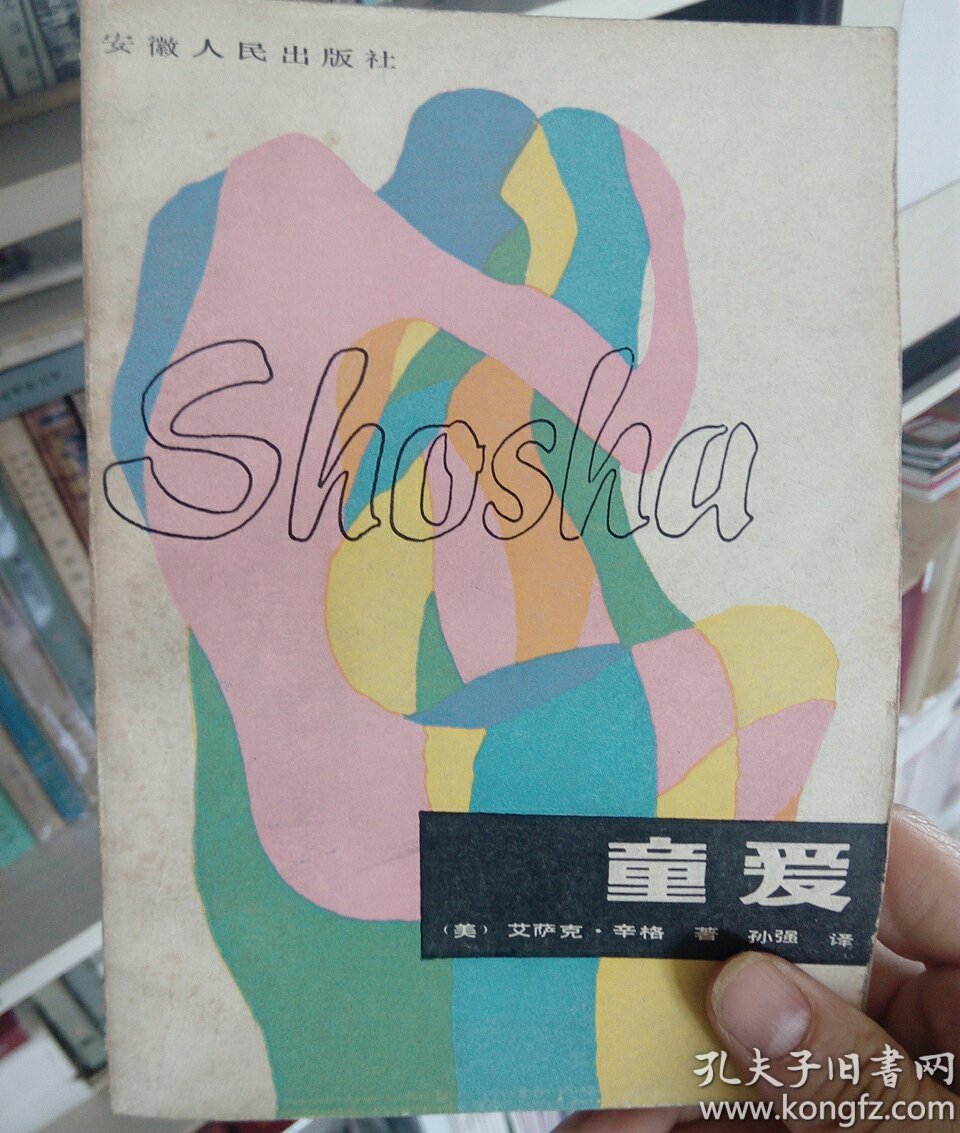 安徽人民出版社
Shosha
童爱
（美）艾萨克·辛格 著 孙强 译
孔夫子旧書网
www.kongfz.com